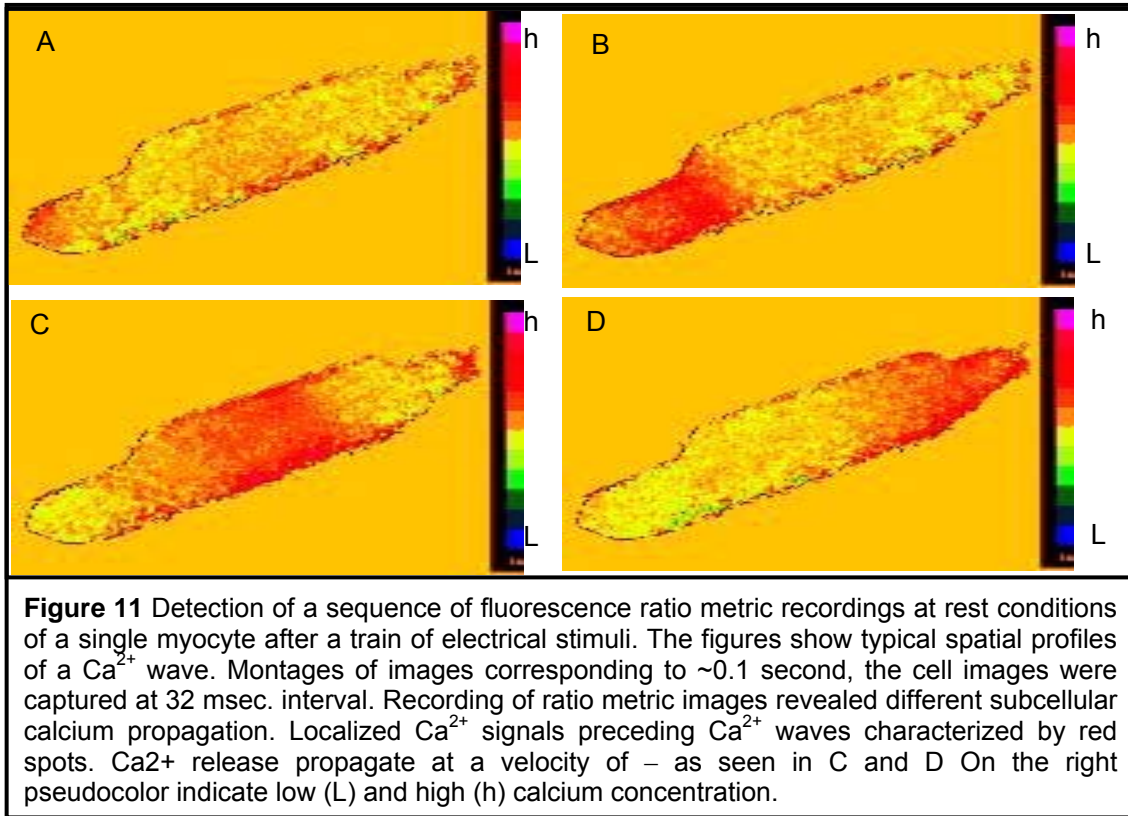 A h B h
L L
C h D h
L L
Figure 11 Detection of a sequence of fluorescence ratio metric recordings at rest conditions
of a single myocyte after a train of electrical stimuli. The figures show typical spatial profiles
of a Ca²⁺ wave. Montages of images corresponding to ~0.1 second, the cell images were
captured at 32 msec. interval. Recording of ratio metric images revealed different subcellular
calcium propagation. Localized Ca²⁺ signals preceding Ca²⁺ waves characterized by red
spots. Ca2+ release propagate at a velocity of – as seen in C and D On the right
pseudocolor indicate low (L) and high (h) calcium concentration.